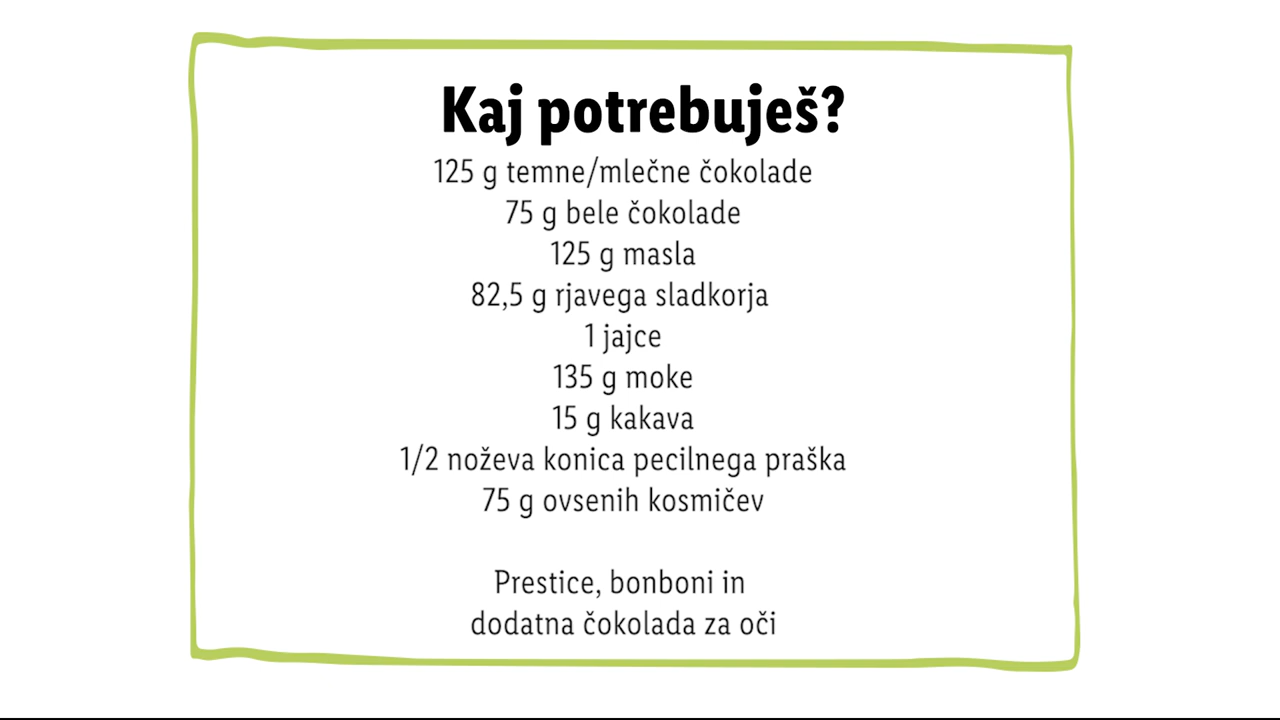 Kaj potrebuješ?
125 g temne/mlečne čokolade
75 g bele čokolade
125 g masla
82,5 g rjavega sladkorja
1 jajce
135 g moke
15 g kakava
1/2 noževa konica pecilnega praška
75 g ovsenih kosmičev
Prestice, bonboni in
dodatna čokolada za oči